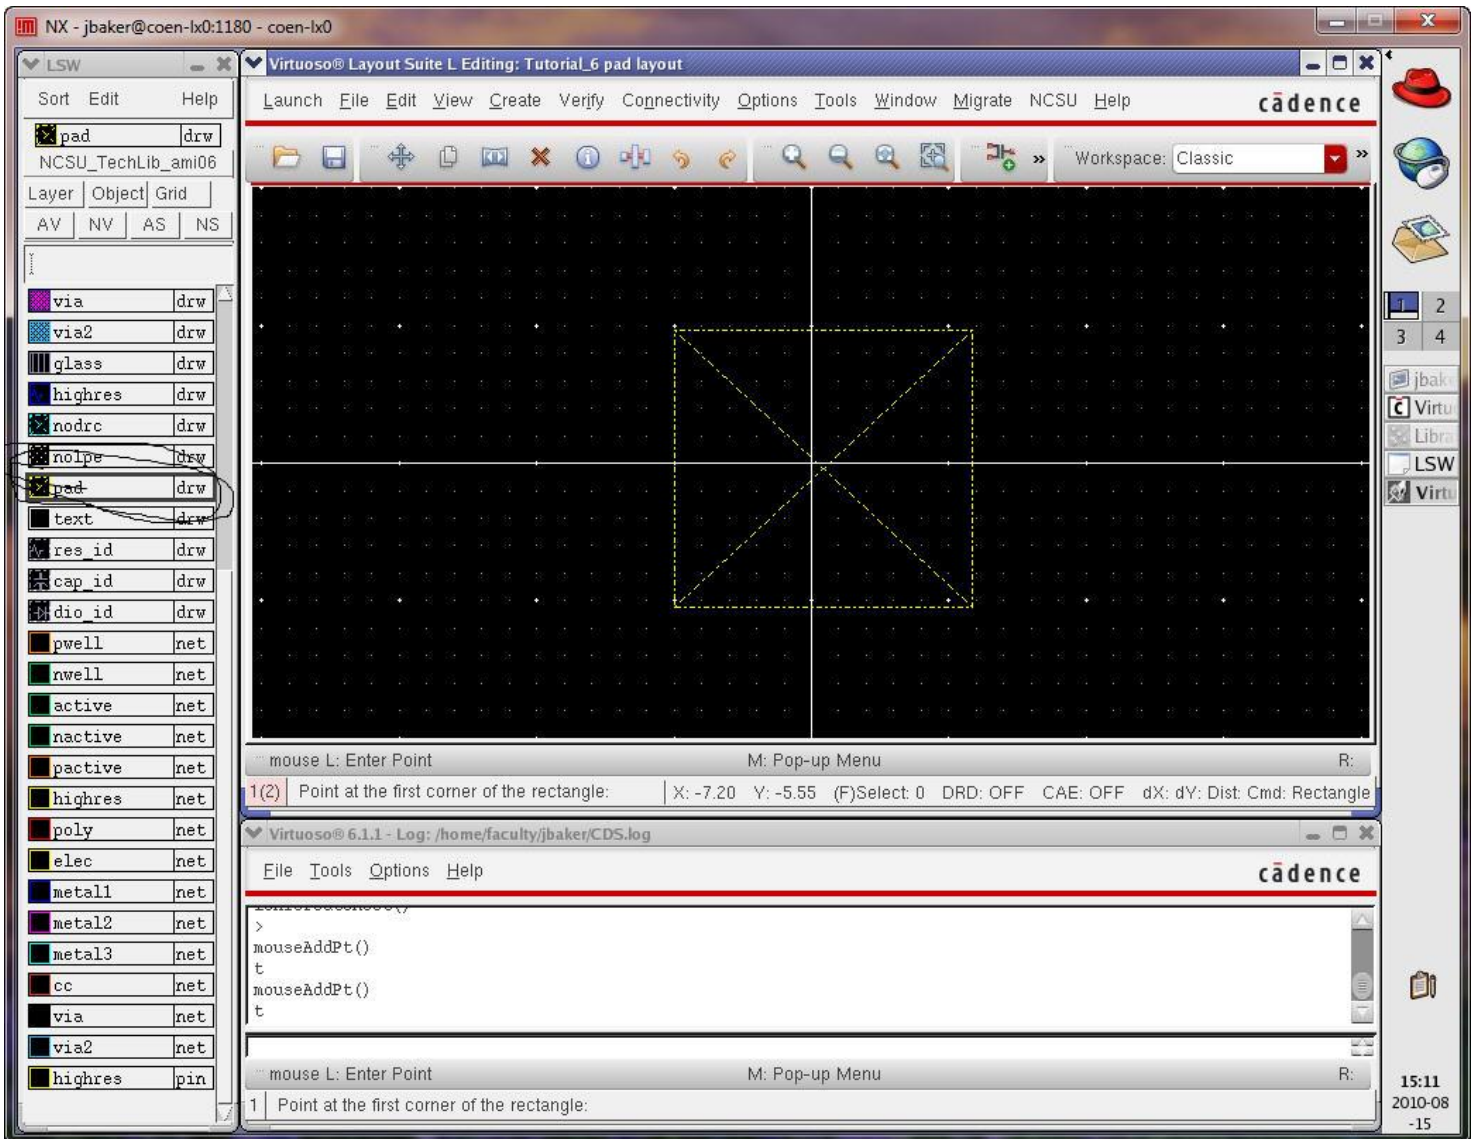 NX - jbaker@coen-lx0:1180 - coen-lx0
LSW
Sort Edit Help
pad drw
NCSU_TechLib_ami06
Layer Object Grid
AV NV AS NS
via drw
via2 drw
glass drw
highres drw
nodrc drw
nolpe drw
pad drw
text drw
res_id drw
cap_id drw
dio_id drw
pwell net
nwell net
active net
nactive net
pactive net
highres net
poly net
elec net
metal1 net
metal2 net
metal3 net
cc net
via net
via2 net
highres pin
Virtuoso® Layout Suite L Editing: Tutorial_6 pad layout
Launch File Edit View Create Verify Connectivity Options Tools Window Migrate NCSU Help cādence
» Workspace: Classic »
mouse L: Enter Point M: Pop-up Menu R:
1(2) Point at the first corner of the rectangle: X: -7.20 Y: -5.55 (F)Select: 0 DRD: OFF CAE: OFF dX: dY: Dist: Cmd: Rectangle
Virtuoso® 6.1.1 - Log: /home/faculty/jbaker/CDS.log
File Tools Options Help cādence
>
mouseAddPt()
t
mouseAddPt()
t
mouse L: Enter Point M: Pop-up Menu R:
1 Point at the first corner of the rectangle:
1 2
3 4
jbake
Virtu
Libra
LSW
Virtu
15:11
2010-08
-15